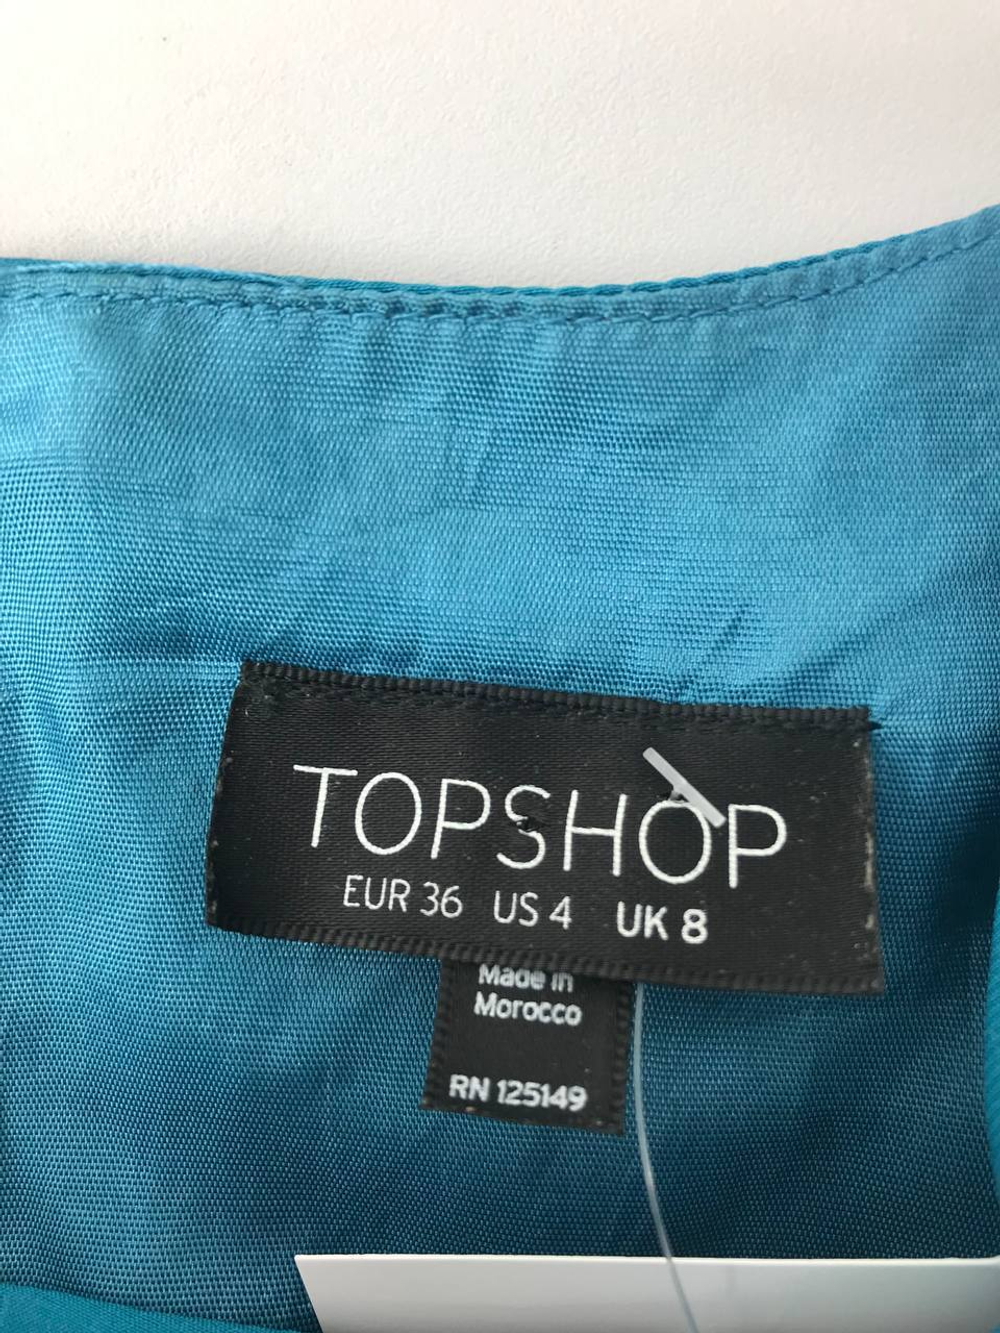 TOPSHOP
EUR 36 US 4 UK 8
Made in
Morocco
RN 125149